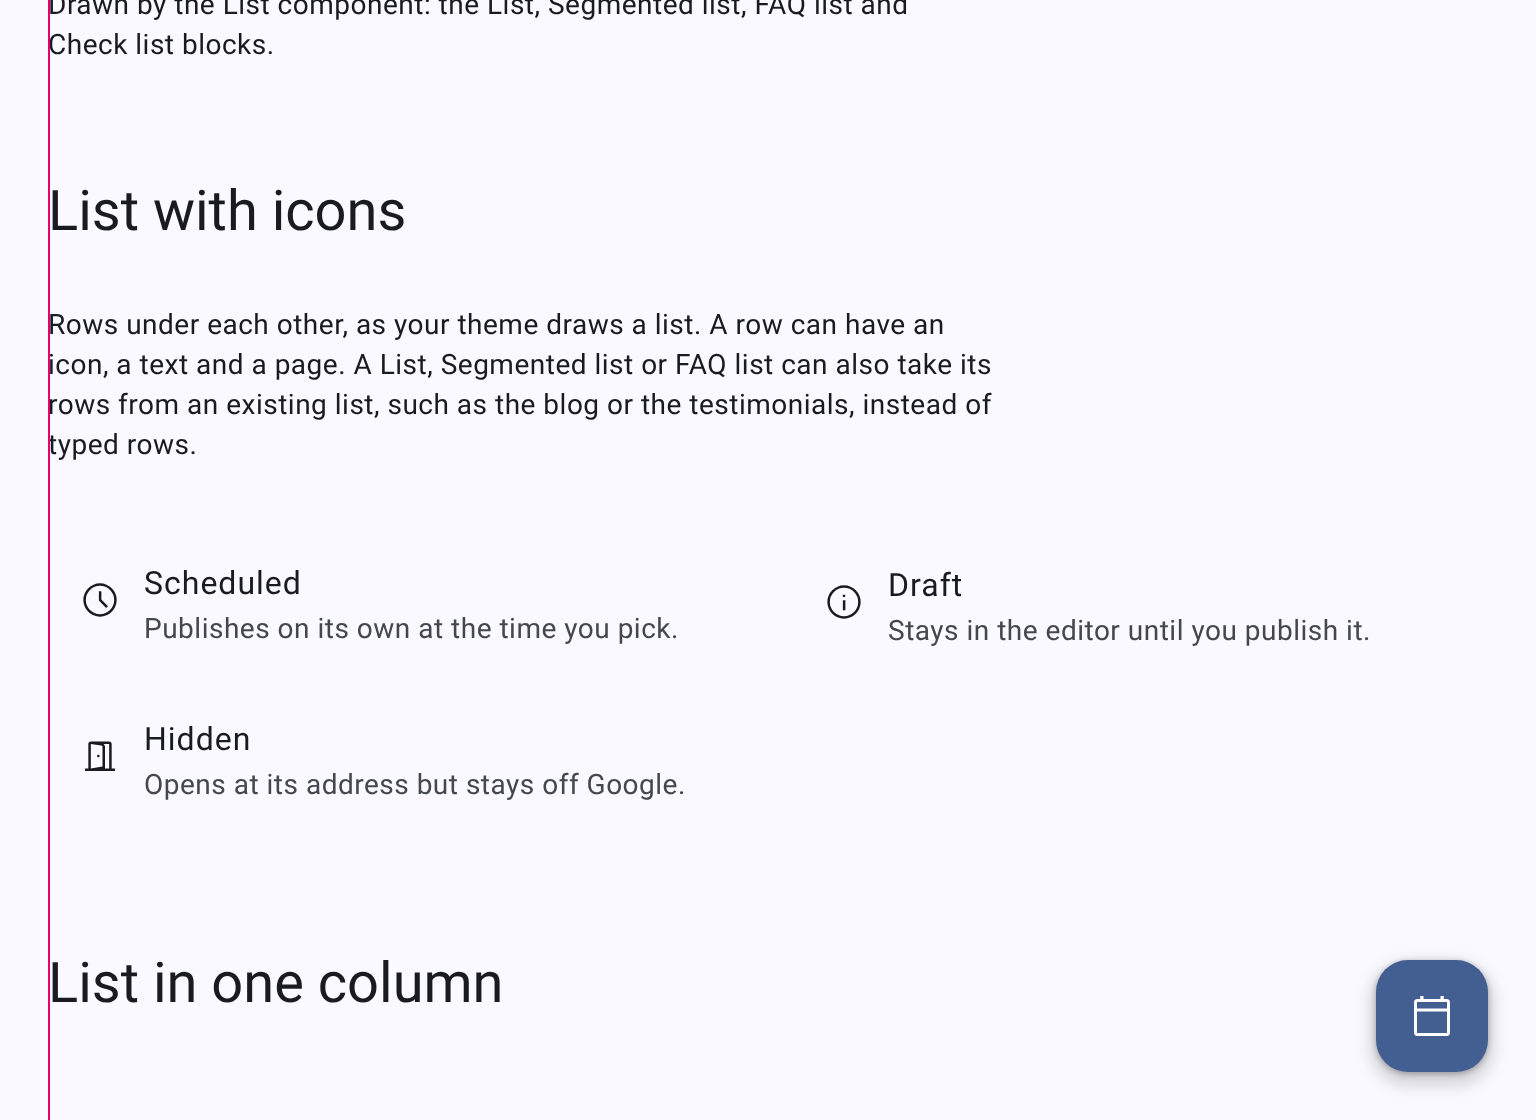 Drawn by the List component: the List, Segmented list, FAQ list and
Check list blocks.
List with icons
Rows under each other, as your theme draws a list. A row can have an
icon, a text and a page. A List, Segmented list or FAQ list can also take its
rows from an existing list, such as the blog or the testimonials, instead of
typed rows.
Scheduled
Publishes on its own at the time you pick.
Draft
Stays in the editor until you publish it.
Hidden
Opens at its address but stays off Google.
List in one column